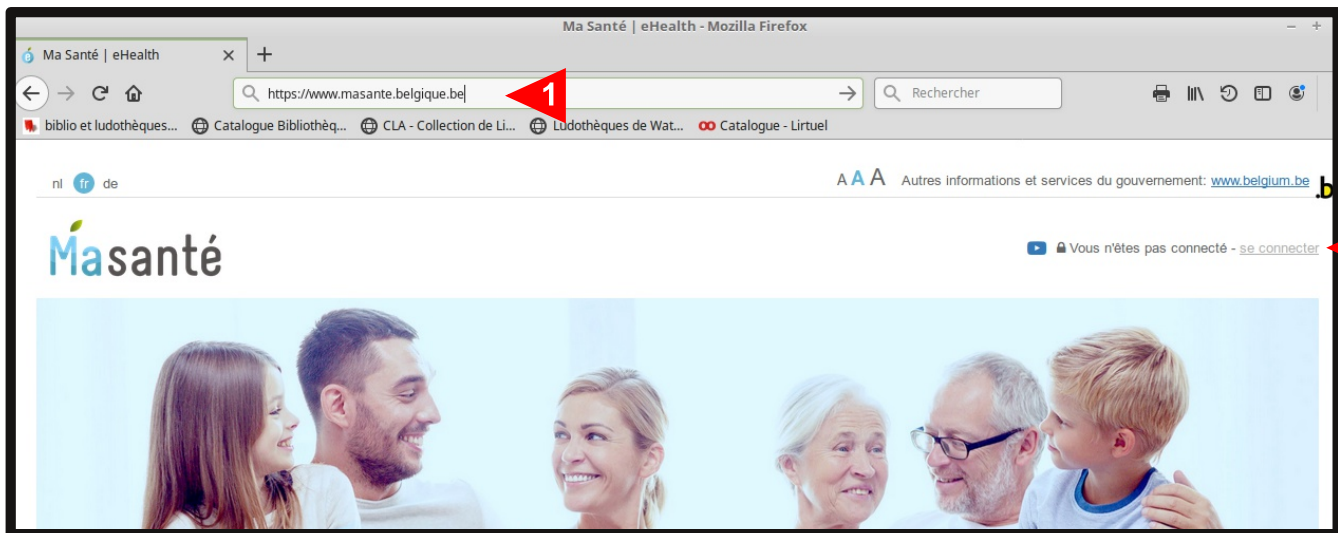 Ma Santé | eHealth - Mozilla Firefox
Ma Santé | eHealth
https://www.masante.belgique.be
1
Rechercher
biblio et ludothèques... Catalogue Bibliothèq... CLA - Collection de Li... Ludothèques de Wat... Catalogue - Lirtuel
nl fr de
A A A Autres informations et services du gouvernement: www.belgium.be .b
Masanté
Vous n'êtes pas connecté - se connecter